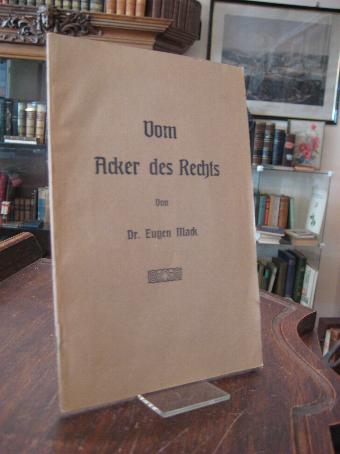 Vom
Acker des Rechts
Von
Dr. Eugen Mack